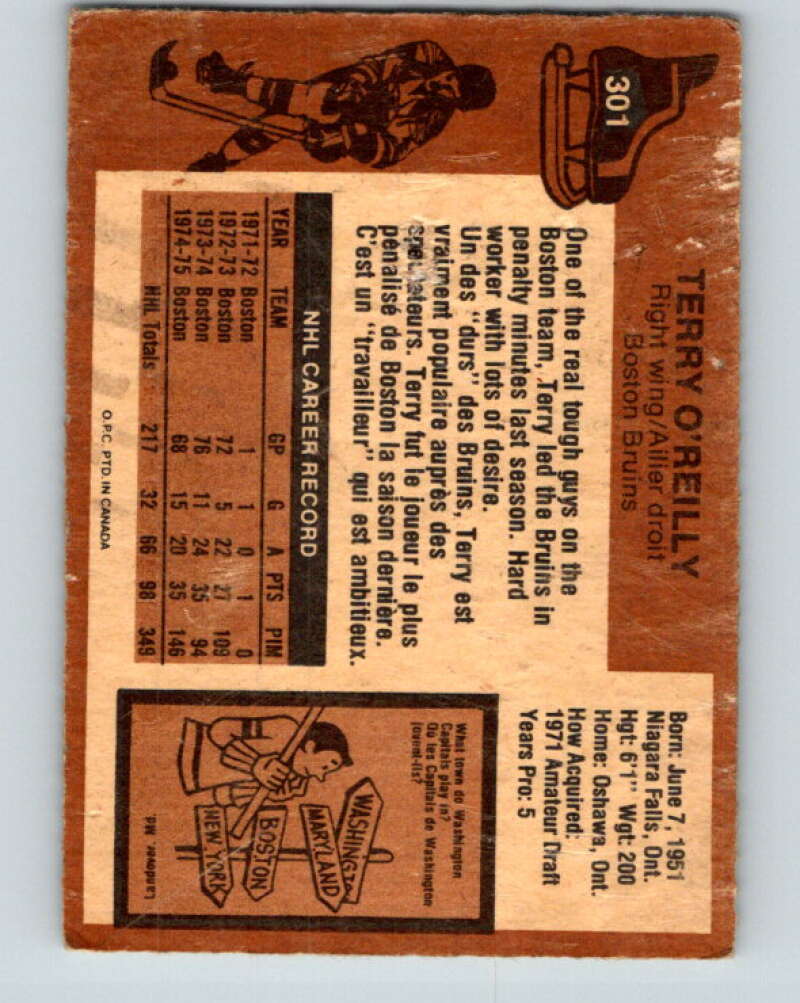 301
TERRY O'REILLY
Right wing/Ailier droit
Boston Bruins
One of the real tough guys on the
Boston team, Terry led the Bruins in
penalty minutes last season. Hard
worker with lots of desire.
Un des "durs" des Bruins, Terry est
vraiment populaire auprès des
spectateurs. Terry fut le joueur le plus
pénalisé de Boston la saison dernière.
C'est un "travailleur" qui est ambitieux.
NHL CAREER RECORD
YEAR TEAM GP G A PTS PIM
1971-72 Boston 1 1 0 1 0
1972-73 Boston 72 5 22 27 109
1973-74 Boston 76 11 24 35 94
1974-75 Boston 68 15 20 35 146
NHL Totals 217 32 66 98 349
O.P.C. PTD. IN CANADA
Born: June 7, 1951
Niagara Falls, Ont.
Hgt: 6'1" Wgt: 200
Home: Oshawa, Ont.
How Acquired:
1971 Amateur Draft
Years Pro: 5
What town do Washington
Capitals play in?
Où les Capitals de Washington
jouent-ils?
WASHINGTON
MARYLAND
BOSTON
NEW YORK
Landover, Md.